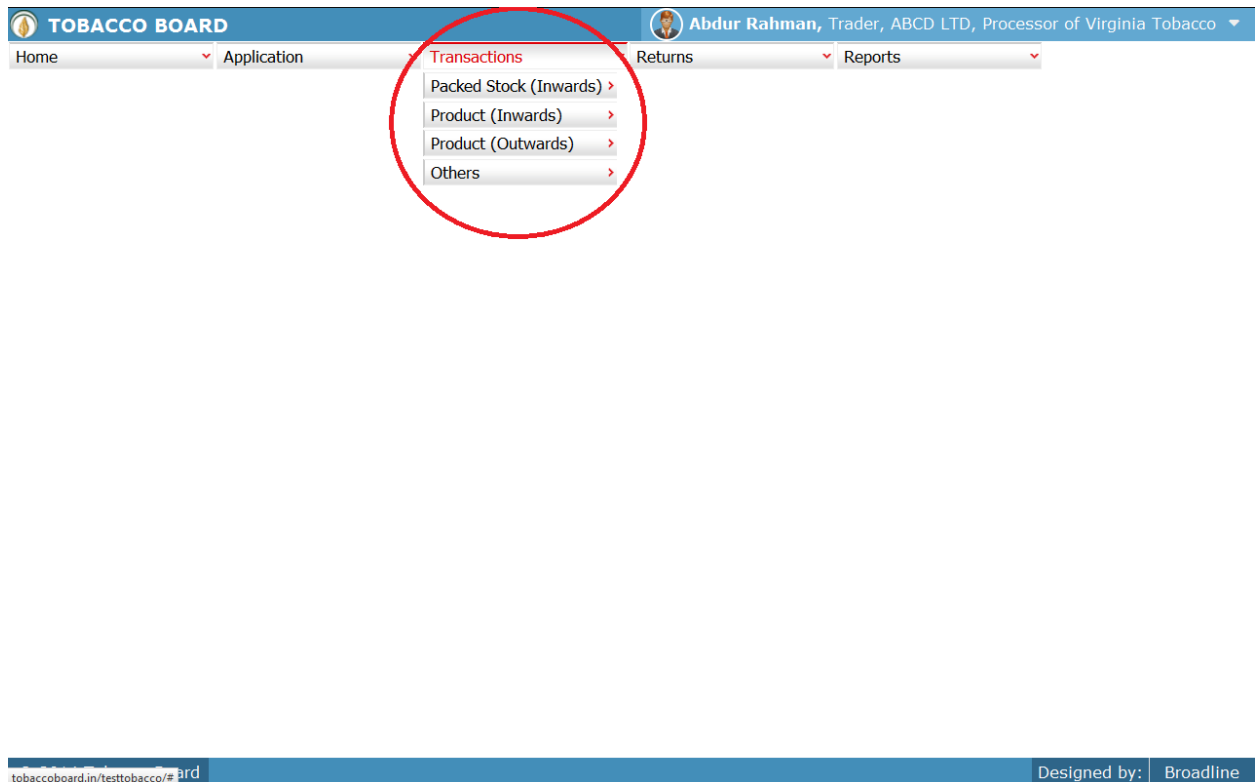 TOBACCO BOARD
Abdur Rahman, Trader, ABCD LTD, Processor of Virginia Tobacco
Home Application Transactions Returns Reports
Packed Stock (Inwards)
Product (Inwards)
Product (Outwards)
Others
ard Designed by: Broadline
tobaccoboard.in/testtobacco/#